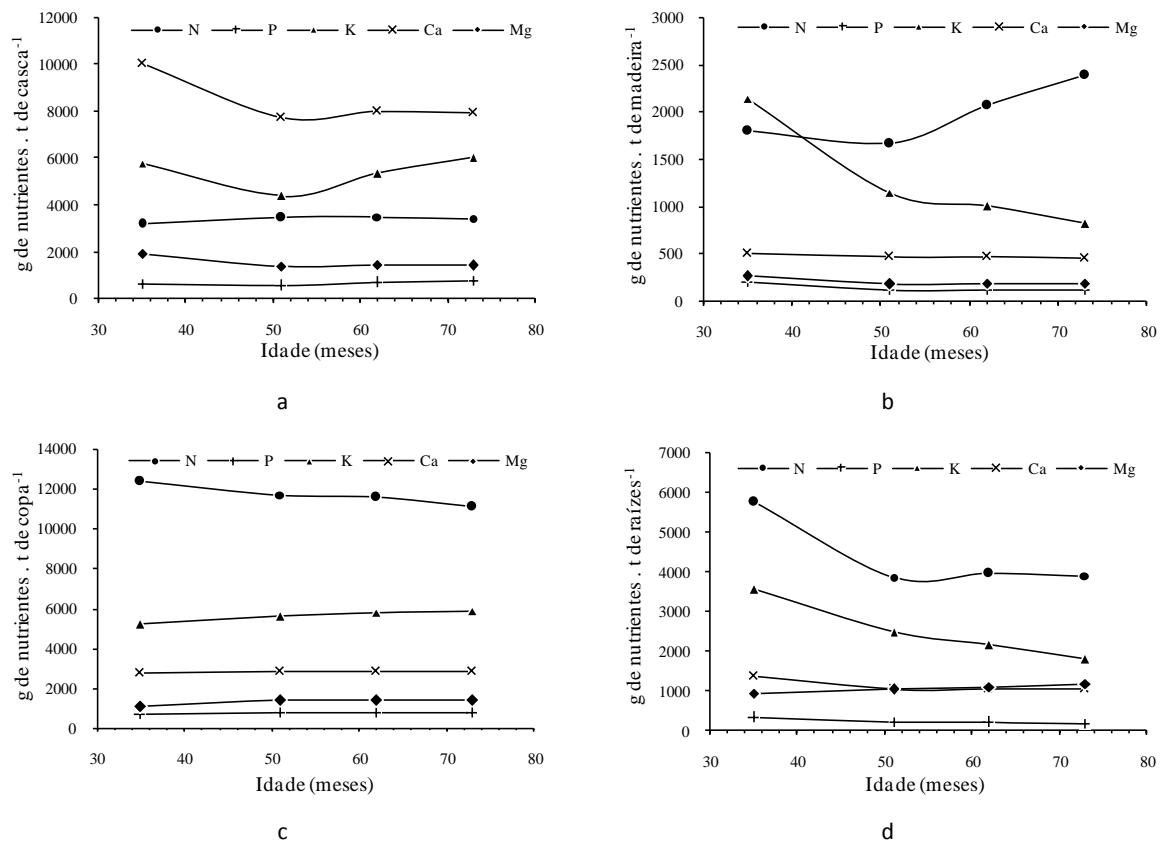 N P K Ca Mg
12000
10000
8000
6000
4000
2000
0
g de nutrientes . t de casca-1
30 40 50 60 70 80
Idade (meses)
a
N P K Ca Mg
3000
2500
2000
1500
1000
500
0
g de nutrientes . t de madeira-1
30 40 50 60 70 80
Idade (meses)
b
N P K Ca Mg
14000
12000
10000
8000
6000
4000
2000
0
g de nutrientes . t de copa-1
30 40 50 60 70 80
Idade (meses)
c
N P K Ca Mg
7000
6000
5000
4000
3000
2000
1000
0
g de nutrientes . t de raízes-1
30 40 50 60 70 80
Idade (meses)
d